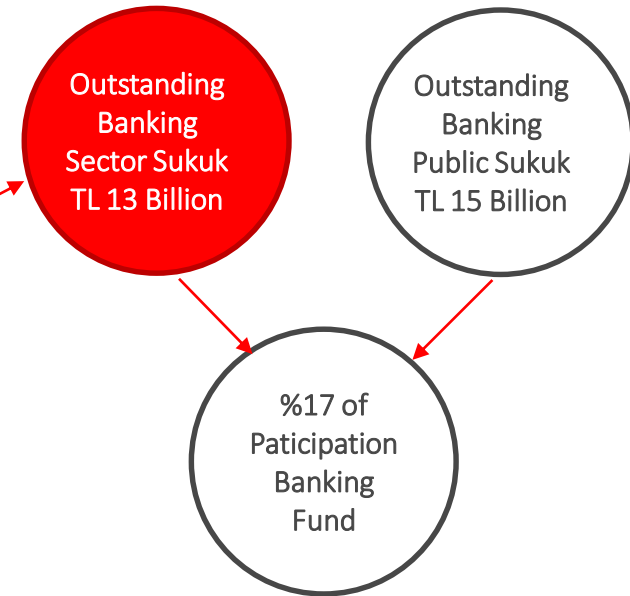 Outstanding
Banking
Sector Sukuk
TL 13 Billion
Outstanding
Banking
Public Sukuk
TL 15 Billion
%17 of
Paticipation
Banking
Fund